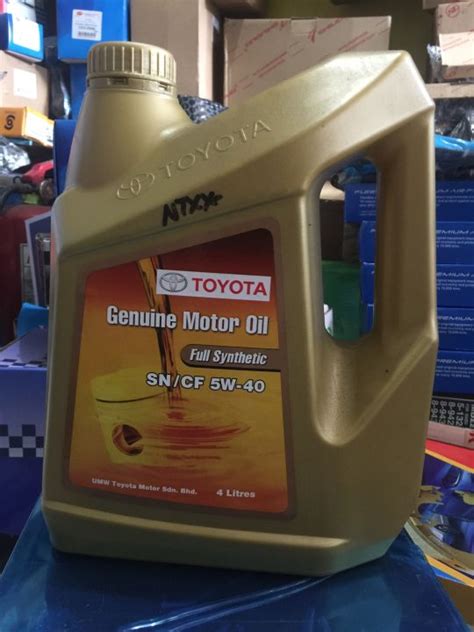 TOYOTA
NTXX
TOYOTA
Genuine Motor Oil
Full Synthetic
SN/CF 5W-40
UMW Toyota Motor Sdn. Bhd.
4 Litres